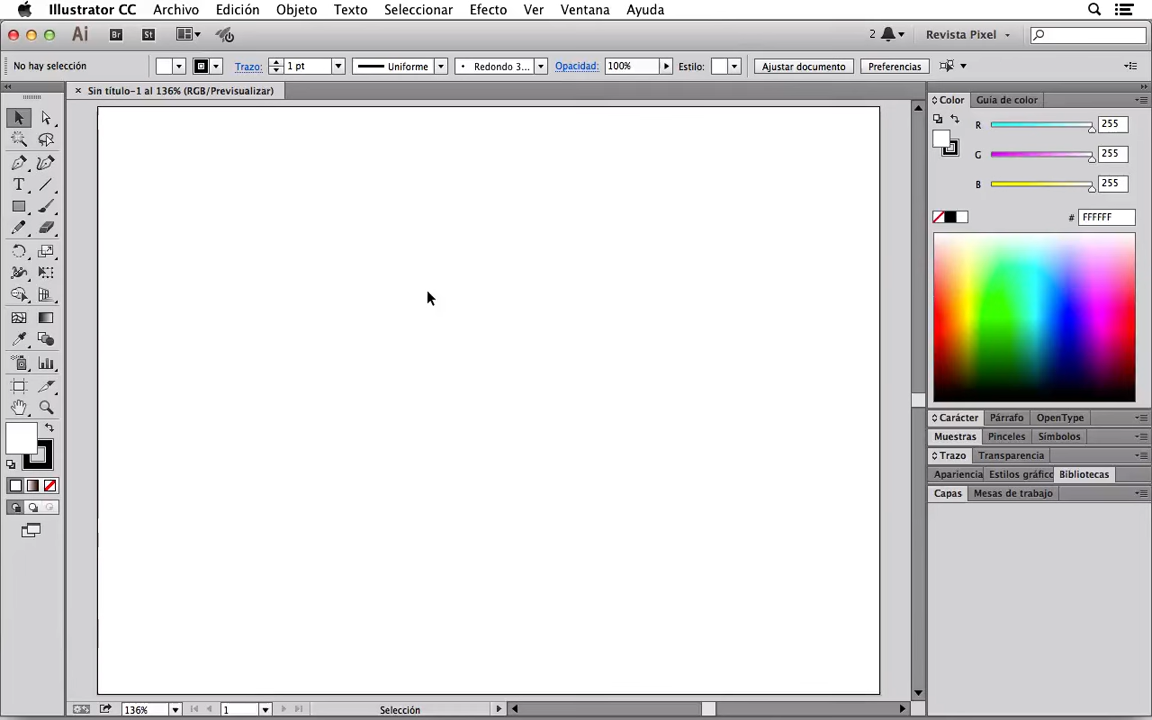 Illustrator CC Archivo Edición Objeto Texto Seleccionar Efecto Ver Ventana Ayuda
Ai Br St 2 Revista Pixel
No hay selección Trazo: 1 pt Uniforme Redondo 3... Opacidad: 100% Estilo: Ajustar documento Preferencias
Sin título-1 al 136% (RGB/Previsualizar)
Color Guía de color
R 255
G 255
B 255
# FFFFFF
Carácter Párrafo OpenType
Muestras Pinceles Símbolos
Trazo Transparencia
Aparienci Estilos gráfico Bibliotecas
Capas Mesas de trabajo
136% 1 Selección